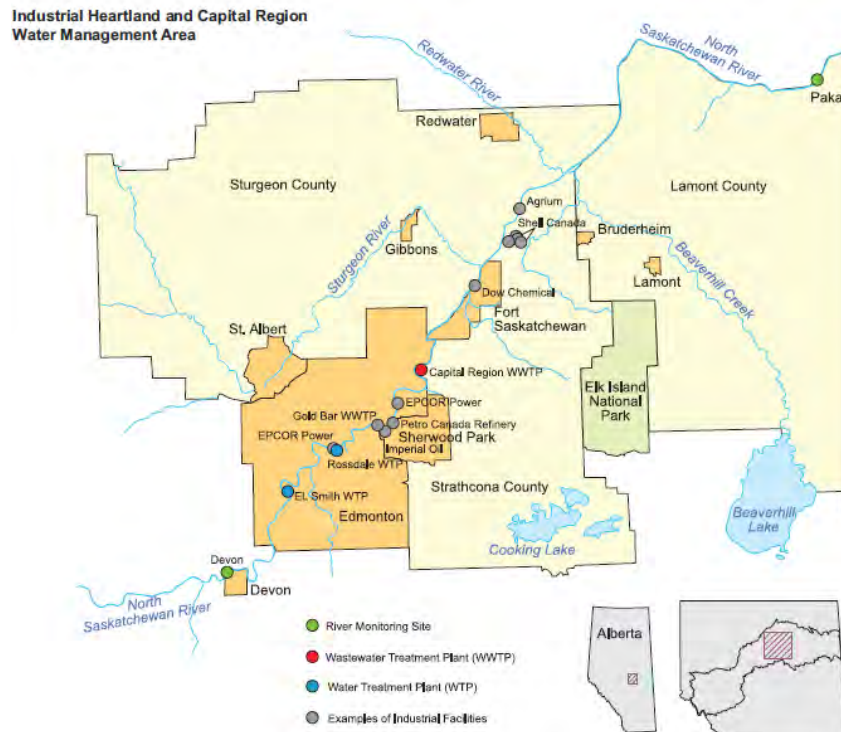 Industrial Heartland and Capital Region
Water Management Area
Redwater River
North
Saskatchewan River
Paka
Redwater
Sturgeon County
Lamont County
Agrium
Shell Canada
Bruderheim
Gibbons
Sturgeon River
Beaverhill Creek
Lamont
Dow Chemical
Fort
Saskatchewan
St. Albert
Capital Region WWTP
Elk Island
National
Park
EPCOR Power
Gold Bar WWTP
Petro Canada Refinery
EPCOR Power
Sherwood Park
Imperial Oil
Rossdale WTP
Strathcona County
EL Smith WTP
Edmonton
Beaverhill
Lake
Cooking Lake
Devon
Devon
North
Saskatchewan River
River Monitoring Site
Wastewater Treatment Plant (WWTP)
Water Treatment Plant (WTP)
Examples of Industrial Facilities
Alberta